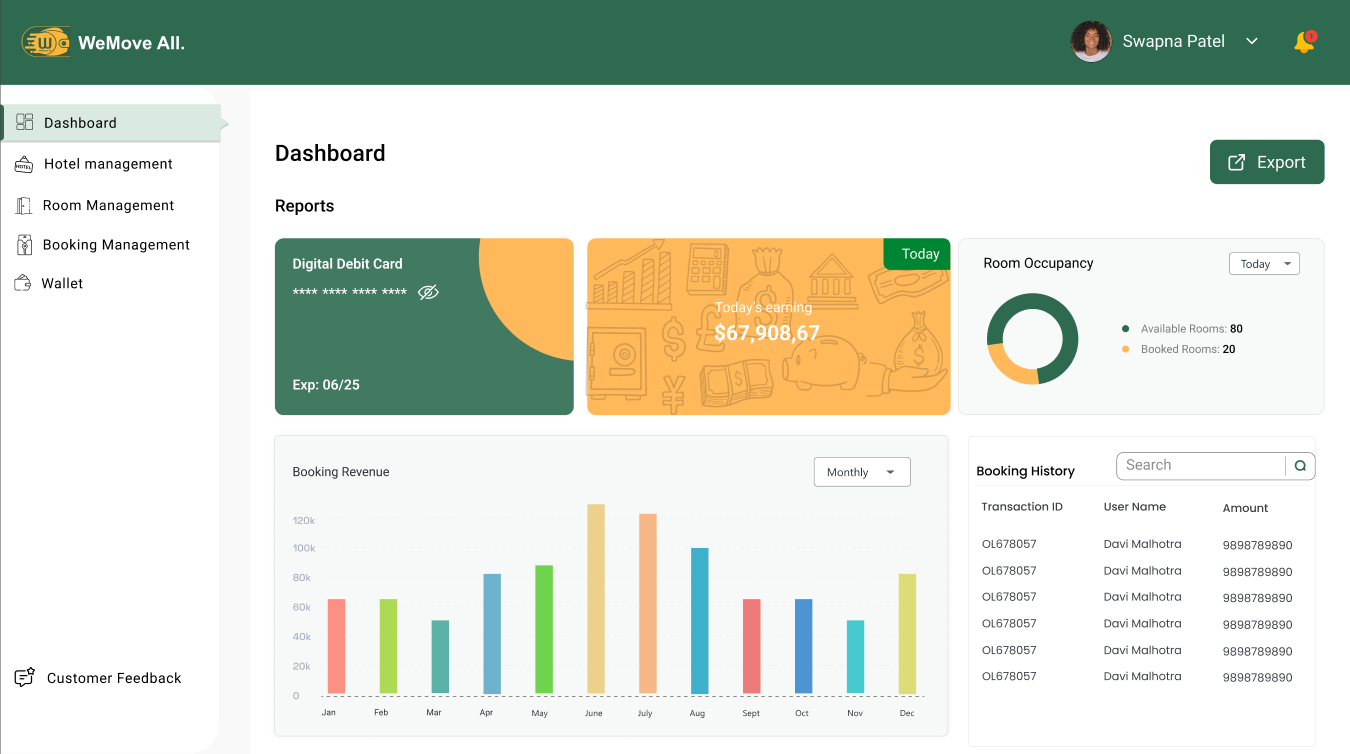 W
WeMove All.
Swapna Patel
1
Dashboard
Hotel management
HOTEL
Room Management
Booking Management
Wallet
Customer Feedback
Dashboard
Export
Reports
Digital Debit Card
**** **** **** ****
Exp: 06/25
Today
Today's earning
$67,908,67
Room Occupancy
Today
Available Rooms: 80
Booked Rooms: 20
Booking Revenue
Monthly
120k
100k
80k
60k
40k
20k
0
Jan Feb Mar Apr May June July Aug Sept Oct Nov Dec
Booking History
Search
Transaction ID User Name Amount
OL678057 Davi Malhotra 9898789890
OL678057 Davi Malhotra 9898789890
OL678057 Davi Malhotra 9898789890
OL678057 Davi Malhotra 9898789890
OL678057 Davi Malhotra 9898789890
OL678057 Davi Malhotra 9898789890